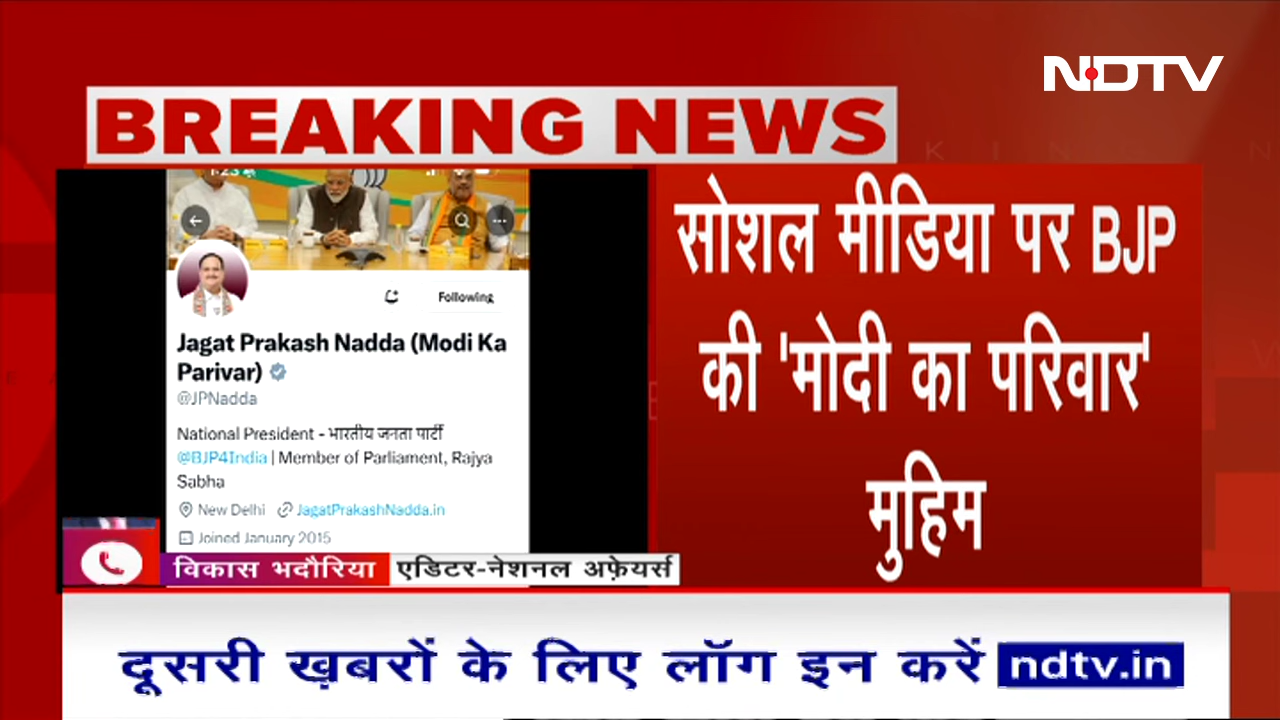 NDTV
BREAKING NEWS
1:23
Following
Jagat Prakash Nadda (Modi Ka
Parivar)
@JPNadda
National President - भारतीय जनता पार्टी
@BJP4India | Member of Parliament, Rajya
Sabha
New Delhi JagatPrakashNadda.in
Joined January 2015
सोशल मीडिया पर BJP
की 'मोदी का परिवार'
मुहिम
विकास भदौरिया एडिटर-नेशनल अफ़ेयर्स
दूसरी ख़बरों के लिए लॉग इन करें ndtv.in